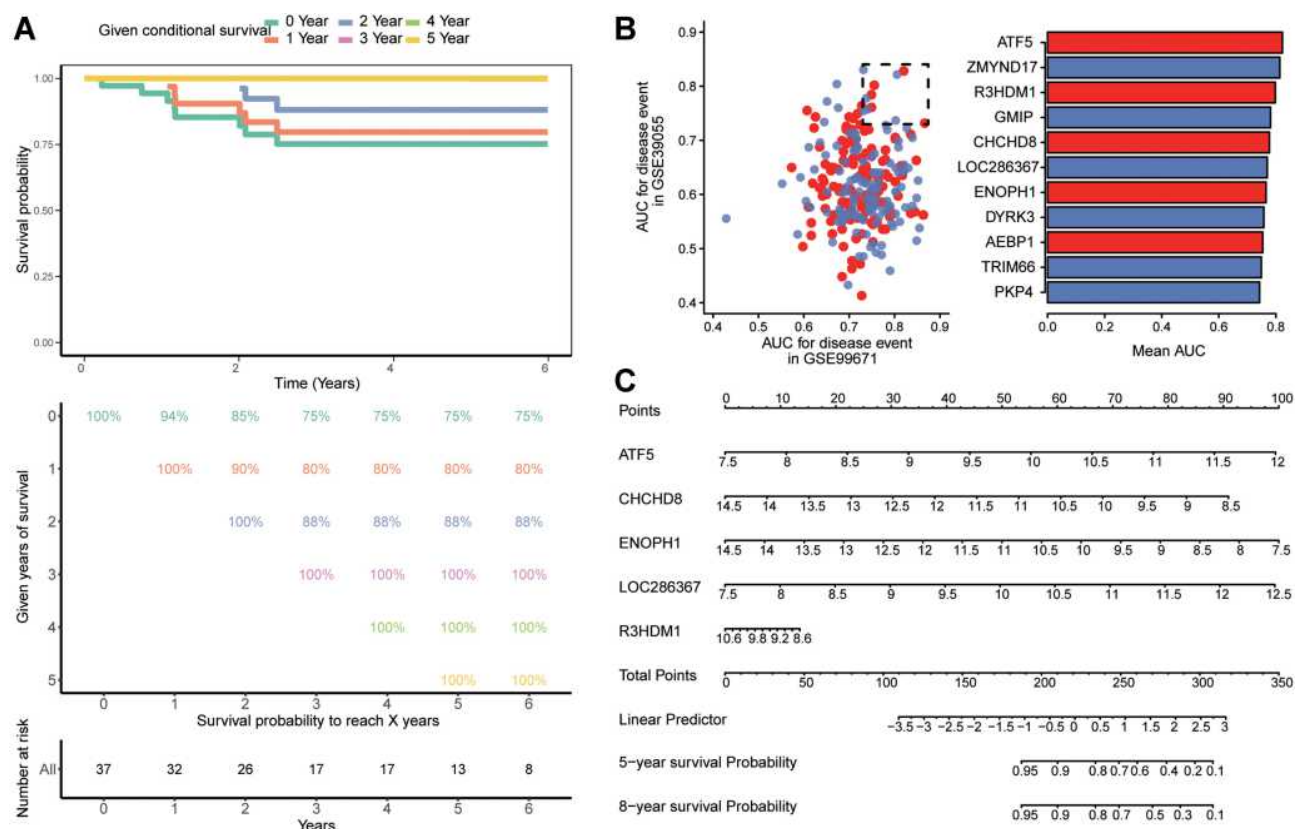 A
Given conditional survival
0 Year 2 Year 4 Year
1 Year 3 Year 5 Year
Survival probability
1.00
0.75
0.50
0.25
0.00
0 2 4 6
Time (Years)
Given years of survival
0 100% 94% 85% 75% 75% 75% 75%
1 100% 90% 80% 80% 80% 80%
2 100% 88% 88% 88% 88%
3 100% 100% 100% 100%
4 100% 100% 100%
5 100% 100%
0 1 2 3 4 5 6
Survival probability to reach X years
Number at risk
All 37 32 26 17 17 13 8
0 1 2 3 4 5 6
Years
B
AUC for disease event
in GSE39055
0.9
0.8
0.7
0.6
0.5
0.4
0.4 0.5 0.6 0.7 0.8 0.9
AUC for disease event
in GSE99671
ATF5
ZMYND17
R3HDM1
GMIP
CHCHD8
LOC286367
ENOPH1
DYRK3
AEBP1
TRIM66
PKP4
0.0 0.2 0.4 0.6 0.8
Mean AUC
C
Points 0 10 20 30 40 50 60 70 80 90 100
ATF5 7.5 8 8.5 9 9.5 10 10.5 11 11.5 12
CHCHD8 14.5 14 13.5 13 12.5 12 11.5 11 10.5 10 9.5 9 8.5
ENOPH1 14.5 14 13.5 13 12.5 12 11.5 11 10.5 10 9.5 9 8.5 8 7.5
LOC286367 7.5 8 8.5 9 9.5 10 10.5 11 11.5 12 12.5
R3HDM1 10.6 9.8 9.2 8.6
Total Points 0 50 100 150 200 250 300 350
Linear Predictor −3.5 −3 −2.5 −2 −1.5 −1 −0.5 0 0.5 1 1.5 2 2.5 3
5−year survival Probability 0.95 0.9 0.8 0.7 0.6 0.4 0.2 0.1
8−year survival Probability 0.95 0.9 0.8 0.7 0.5 0.3 0.1